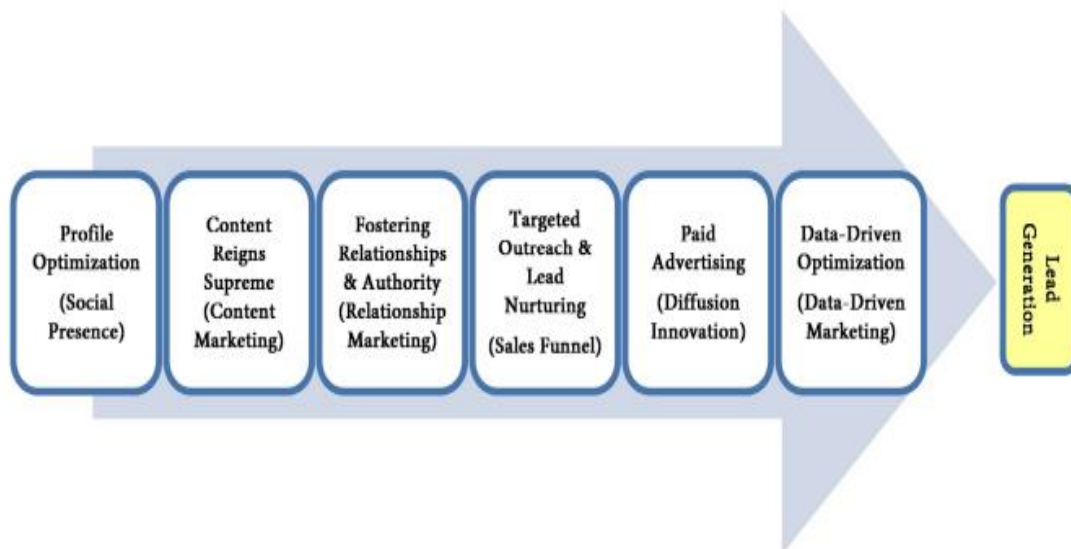 Profile
Optimization
(Social
Presence)
Content
Reigns
Supreme
(Content
Marketing)
Fostering
Relationships
& Authority
(Relationship
Marketing)
Targeted
Outreach &
Lead
Nurturing
(Sales Funnel)
Paid
Advertising
(Diffusion
Innovation)
Data-Driven
Optimization
(Data-Driven
Marketing)
Lead
Generation